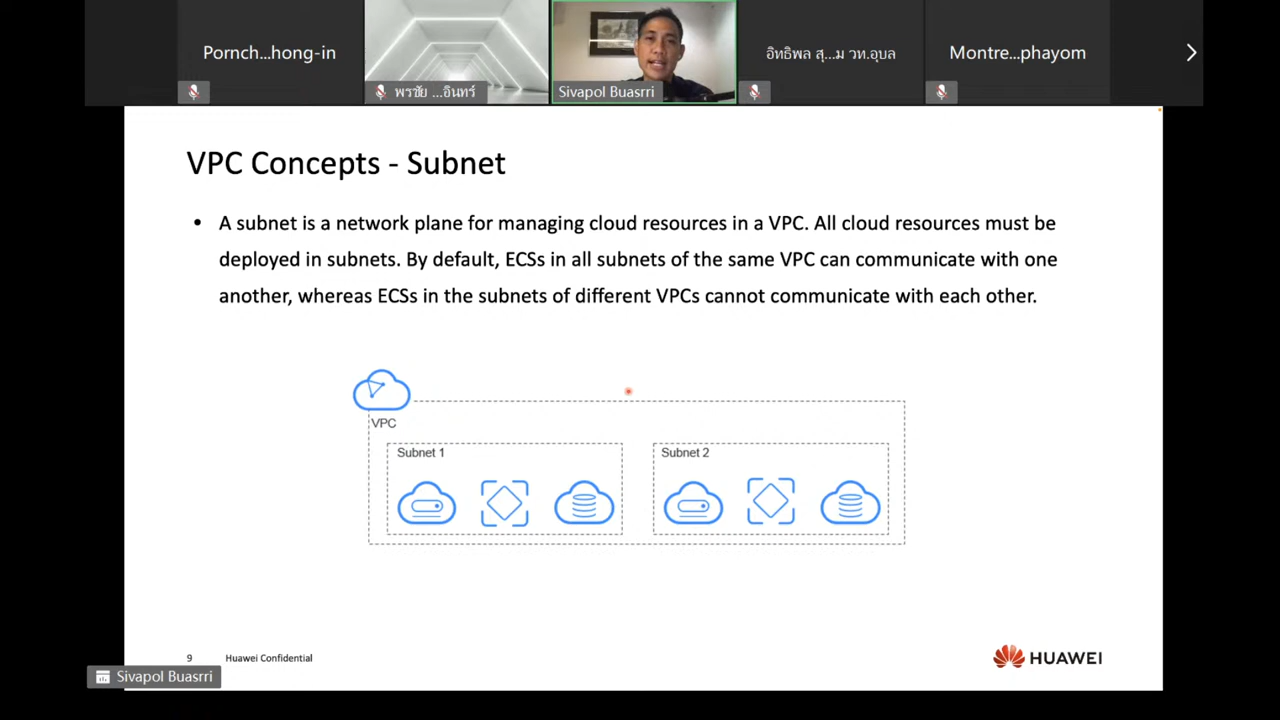 Pornch...hong-in
พรชัย ...อินทร์
Sivapol Buasrri
อิทธิพล สุ...ม วท.อุบล
Montre...phayom
VPC Concepts - Subnet
• A subnet is a network plane for managing cloud resources in a VPC. All cloud resources must be
deployed in subnets. By default, ECSs in all subnets of the same VPC can communicate with one
another, whereas ECSs in the subnets of different VPCs cannot communicate with each other.
VPC
Subnet 1
Subnet 2
9 Huawei Confidential
HUAWEI
Sivapol Buasrri